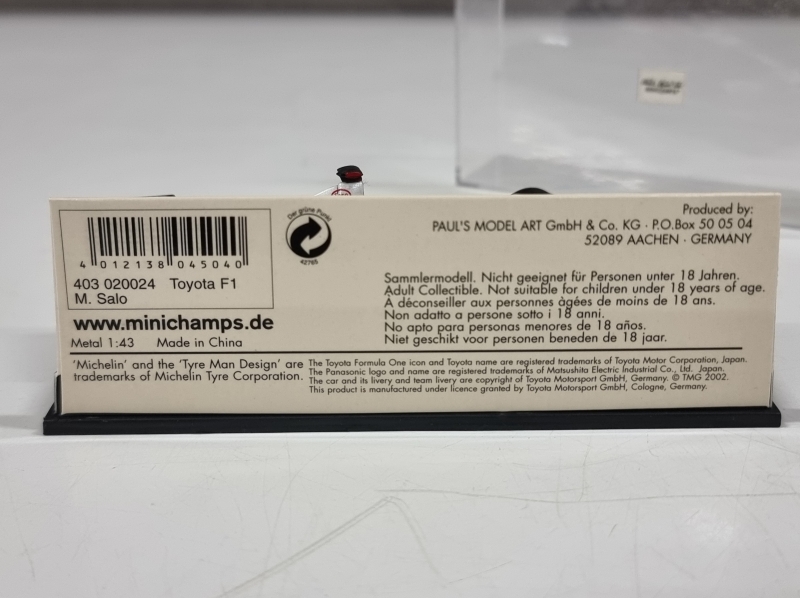 4 012138 045040
403 020024 Toyota F1
M. Salo
www.minichamps.de
Metal 1:43 Made in China
Der grüne Punkt
42765
Produced by:
PAUL'S MODEL ART GmbH & Co. KG · P.O.Box 50 05 04
52089 AACHEN · GERMANY
Sammlermodell. Nicht geeignet für Personen unter 18 Jahren.
Adult Collectible. Not suitable for children under 18 years of age.
A déconseiller aux personnes âgées de moins de 18 ans.
Non adatto a persone sotto i 18 anni.
No apto para personas menores de 18 años.
Niet geschikt voor personen beneden de 18 jaar.
'Michelin' and the 'Tyre Man Design' are
trademarks of Michelin Tyre Corporation.
The Toyota Formula One icon and Toyota name are registered trademarks of Toyota Motor Corporation, Japan.
The Panasonic logo and name are registered trademarks of Matsushita Electric Industrial Co., Ltd. Japan.
The car and its livery and team livery are copyright of Toyota Motorsport GmbH, Germany. © TMG 2002.
This product is manufactured under licence granted by Toyota Motorsport GmbH, Cologne, Germany.